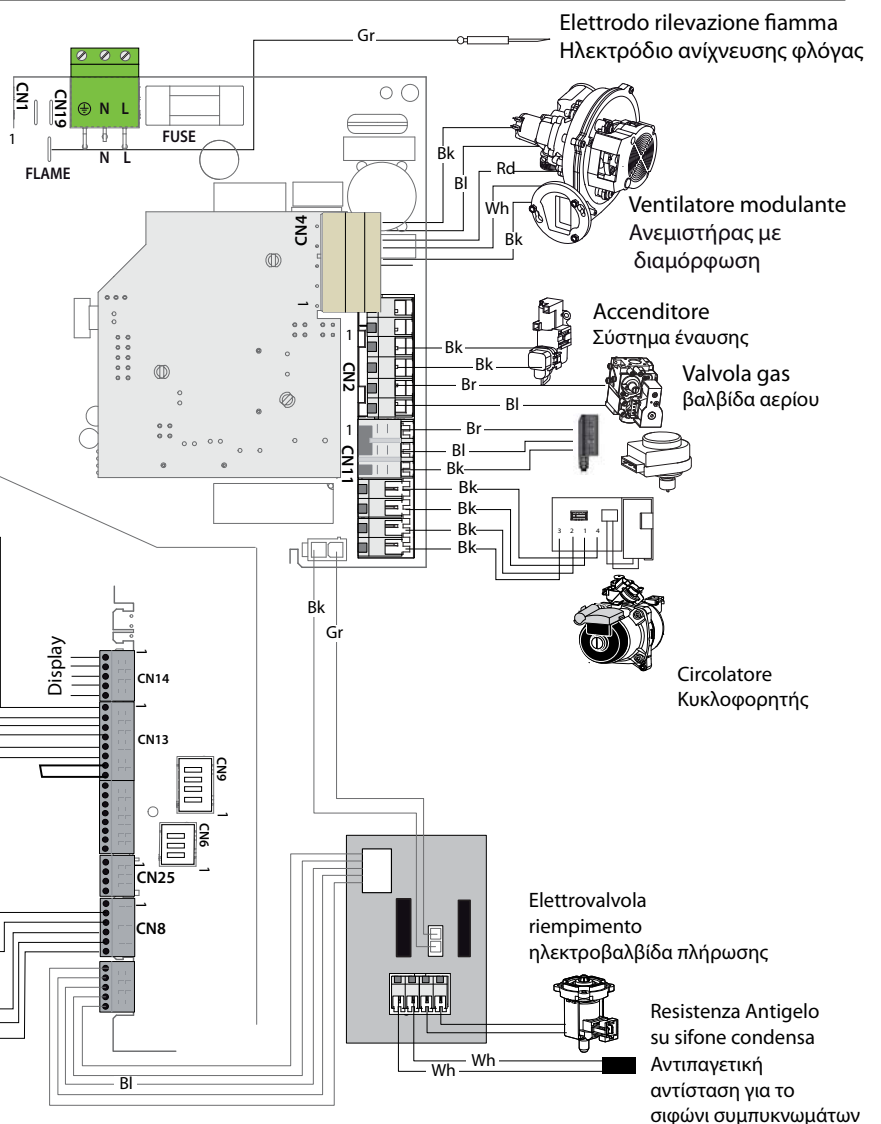 Elettrodo rilevazione fiamma
Ηλεκτρόδιο ανίχνευσης φλόγας
Gr
CN1
1
CN19
N L
FUSE
FLAME
N L
Bk
Bl
Rd
Wh
Bk
Ventilatore modulante
Ανεμιστήρας με
διαμόρφωση
CN4
1
Accenditore
Σύστημα έναυσης
Valvola gas
βαλβίδα αερίου
1
CN2
Bk
Bk
Br
Bl
1
CN11
Br
Bl
Bk
Bk
Bk
Bk
Bk
3 2 1 4
Bk
Gr
Circolatore
Κυκλοφορητής
Display
1
CN14
1
CN13
CN9
1
CN6
1
1
CN25
1
CN8
Elettrovalvola
riempimento
ηλεκτροβαλβίδα πλήρωσης
Resistenza Antigelo
su sifone condensa
Αντιπαγετική
αντίσταση για το
σιφώνι συμπυκνωμάτων
Wh
Wh
Bl